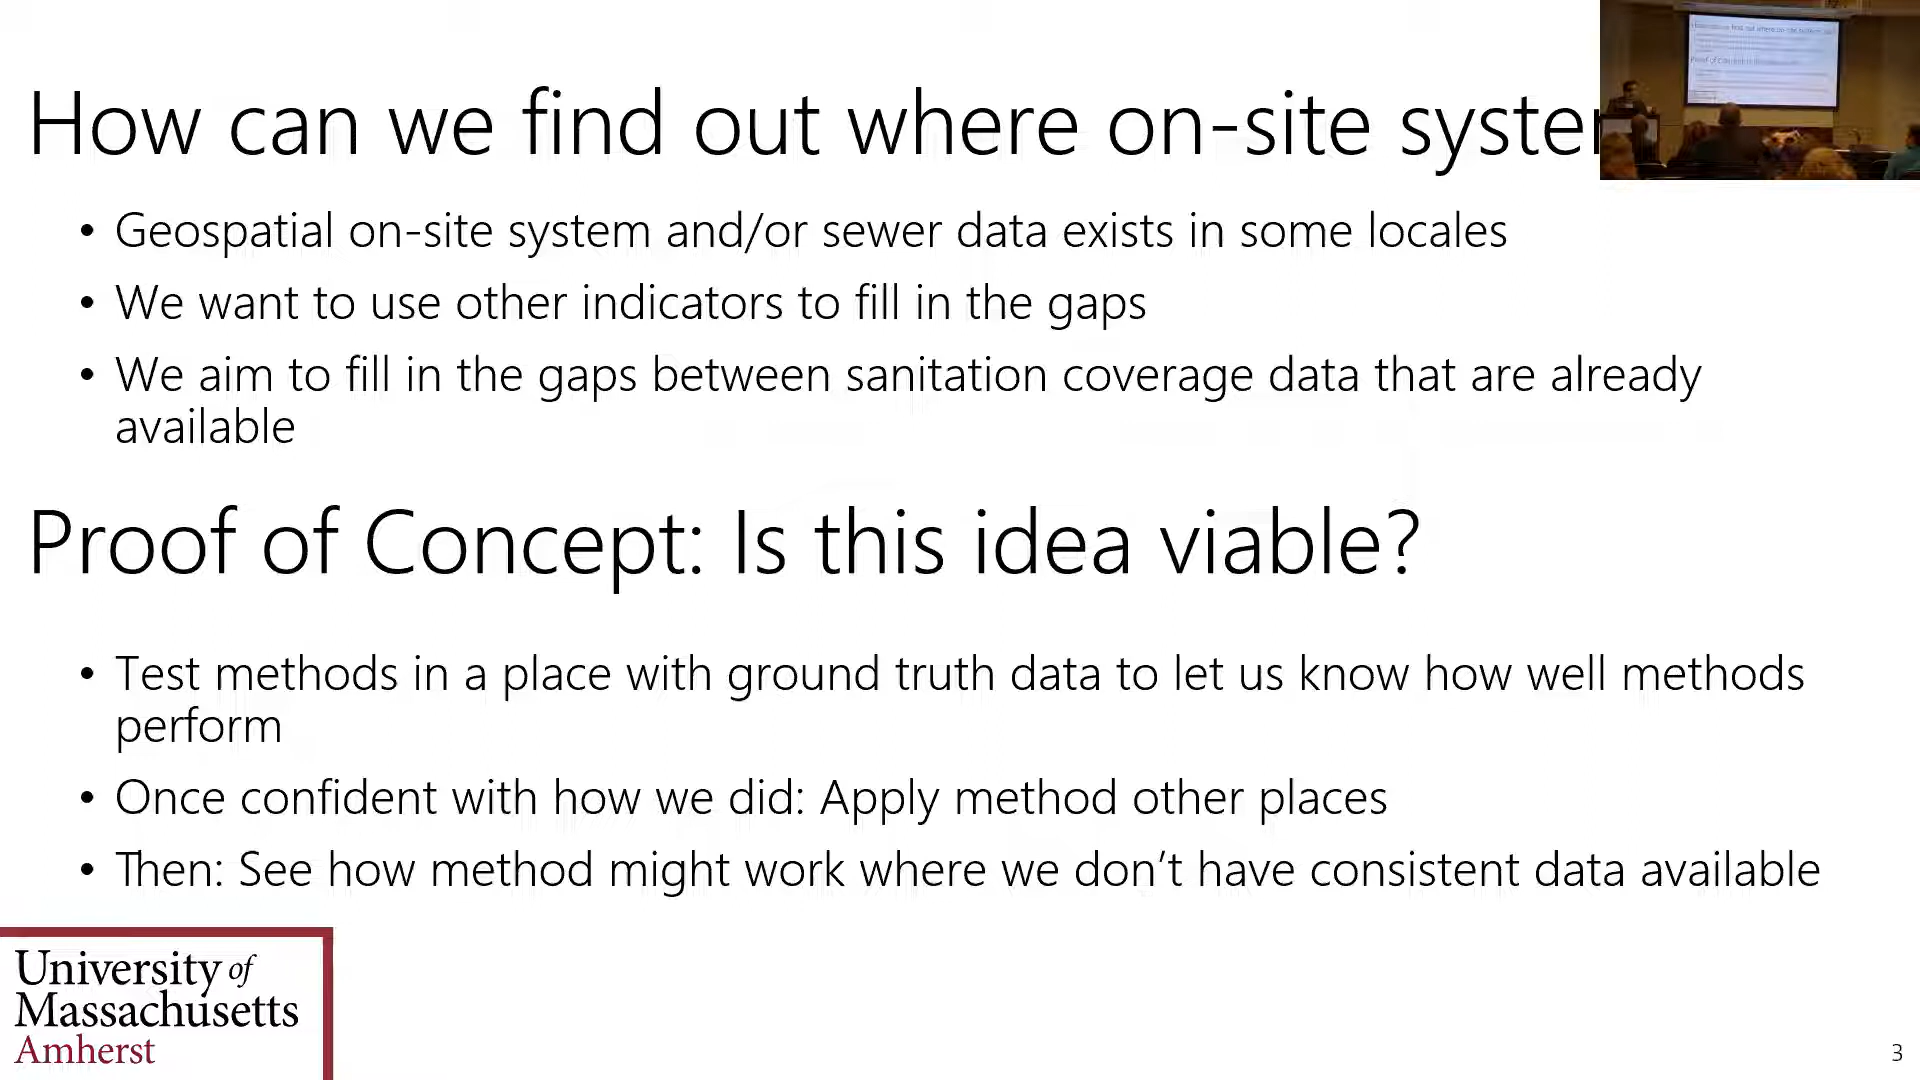 How can we find out where on-site
• Geospatial on-site system and/or sewer data exists in some locales
• We want to use other indicators to fill in the gaps
• We aim to fill in the gaps between sanitation coverage data that are already
available
Proof of Concept: Is this idea viable?
• Test methods in a place with ground truth data to let us know how well methods
perform
• Once confident with how we did: Apply method other places
• Then: See how method might work where we don’t have consistent data available
University of
Massachusetts
Amherst
3